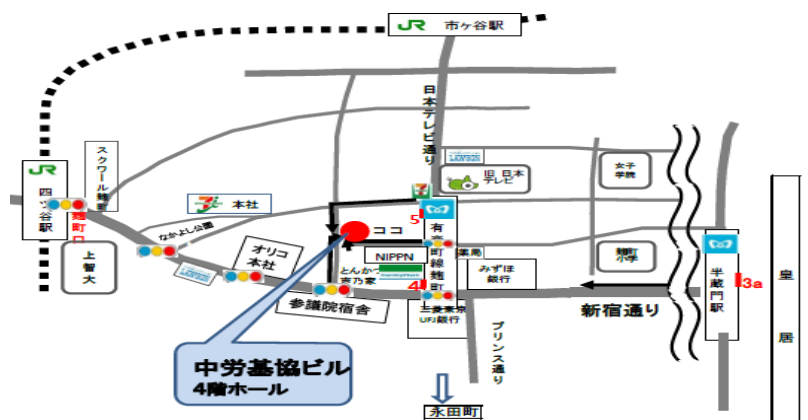 JR 市ヶ谷駅
日本テレビ通り
スクワール麹町
JR
四ツ谷駅
麹町口
上智大
本社
なかよし公園
LAWSON
オリコ
本社
LAWSON
旧 日本
テレビ
女子
学院
5
有楽町線麹町
ココ
NIPPN
薬局
とんかつ
吉乃家
4
みずほ
銀行
麹町
小学
半蔵門駅
3a
皇居
参議院宿舎
三菱東京
UFJ銀行
新宿通り
プリンス通り
中労基協ビル
4階ホール
永田町